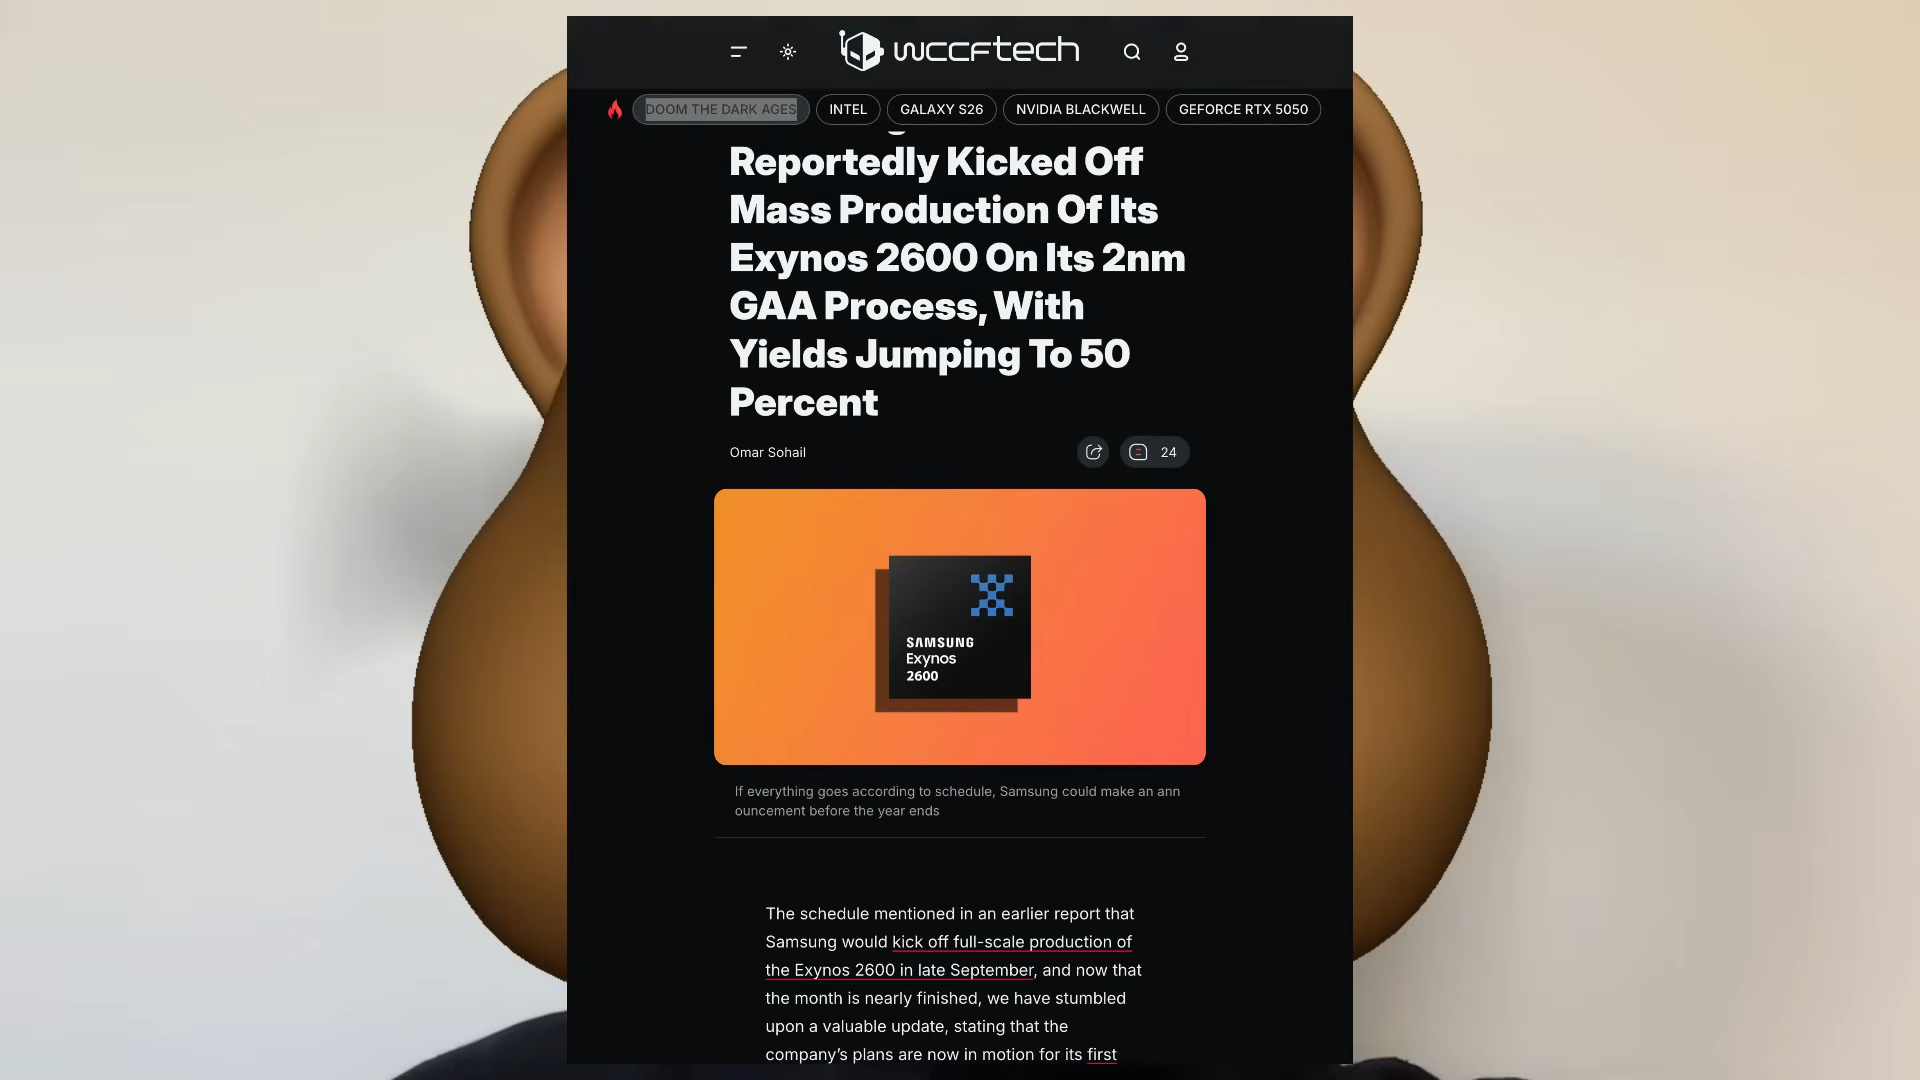 wccftech
DOOM THE DARK AGES
INTEL
GALAXY S26
NVIDIA BLACKWELL
GEFORCE RTX 5050
Reportedly Kicked Off
Mass Production Of Its
Exynos 2600 On Its 2nm
GAA Process, With
Yields Jumping To 50
Percent
Omar Sohail
24
SAMSUNG
Exynos
2600
If everything goes according to schedule, Samsung could make an ann
ouncement before the year ends
The schedule mentioned in an earlier report that
Samsung would kick off full-scale production of
the Exynos 2600 in late September, and now that
the month is nearly finished, we have stumbled
upon a valuable update, stating that the
company’s plans are now in motion for its first